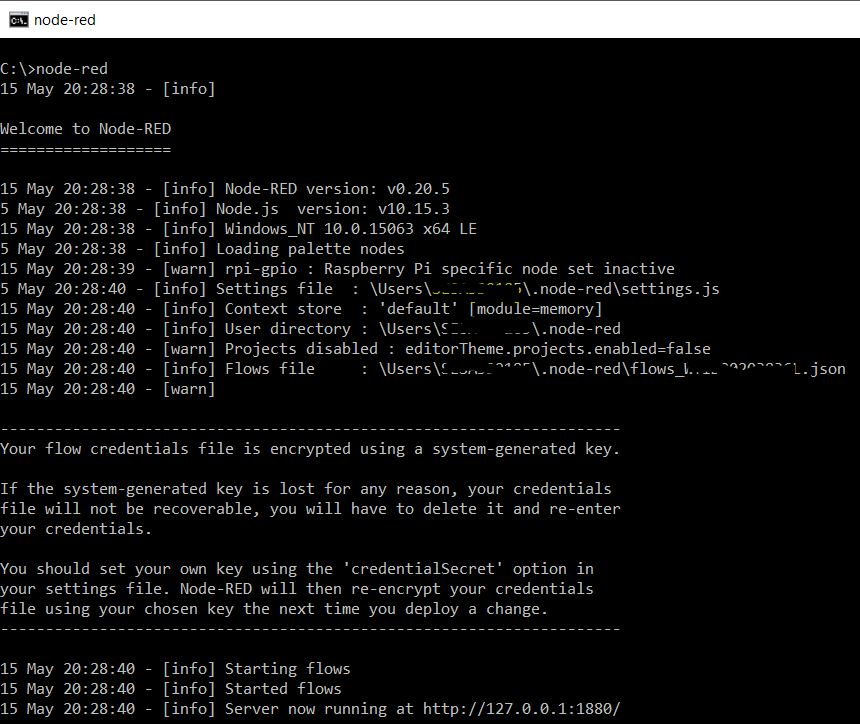 node-red
C:\>node-red
15 May 20:28:38 - [info]
Welcome to Node-RED
===================
15 May 20:28:38 - [info] Node-RED version: v0.20.5
5 May 20:28:38 - [info] Node.js  version: v10.15.3
15 May 20:28:38 - [info] Windows_NT 10.0.15063 x64 LE
5 May 20:28:38 - [info] Loading palette nodes
15 May 20:28:39 - [warn] rpi-gpio : Raspberry Pi specific node set inactive
5 May 20:28:40 - [info] Settings file  : \Users\ \.node-red\settings.js
15 May 20:28:40 - [info] Context store  : 'default' [module=memory]
15 May 20:28:40 - [info] User directory : \Users\ \.node-red
15 May 20:28:40 - [warn] Projects disabled : editorTheme.projects.enabled=false
15 May 20:28:40 - [info] Flows file     : \Users\ \.node-red\flows_ .json
15 May 20:28:40 - [warn]
---------------------------------------------------------------------
Your flow credentials file is encrypted using a system-generated key.
If the system-generated key is lost for any reason, your credentials
file will not be recoverable, you will have to delete it and re-enter
your credentials.
You should set your own key using the 'credentialSecret' option in
your settings file. Node-RED will then re-encrypt your credentials
file using your chosen key the next time you deploy a change.
---------------------------------------------------------------------
15 May 20:28:40 - [info] Starting flows
15 May 20:28:40 - [info] Started flows
15 May 20:28:40 - [info] Server now running at http://127.0.0.1:1880/